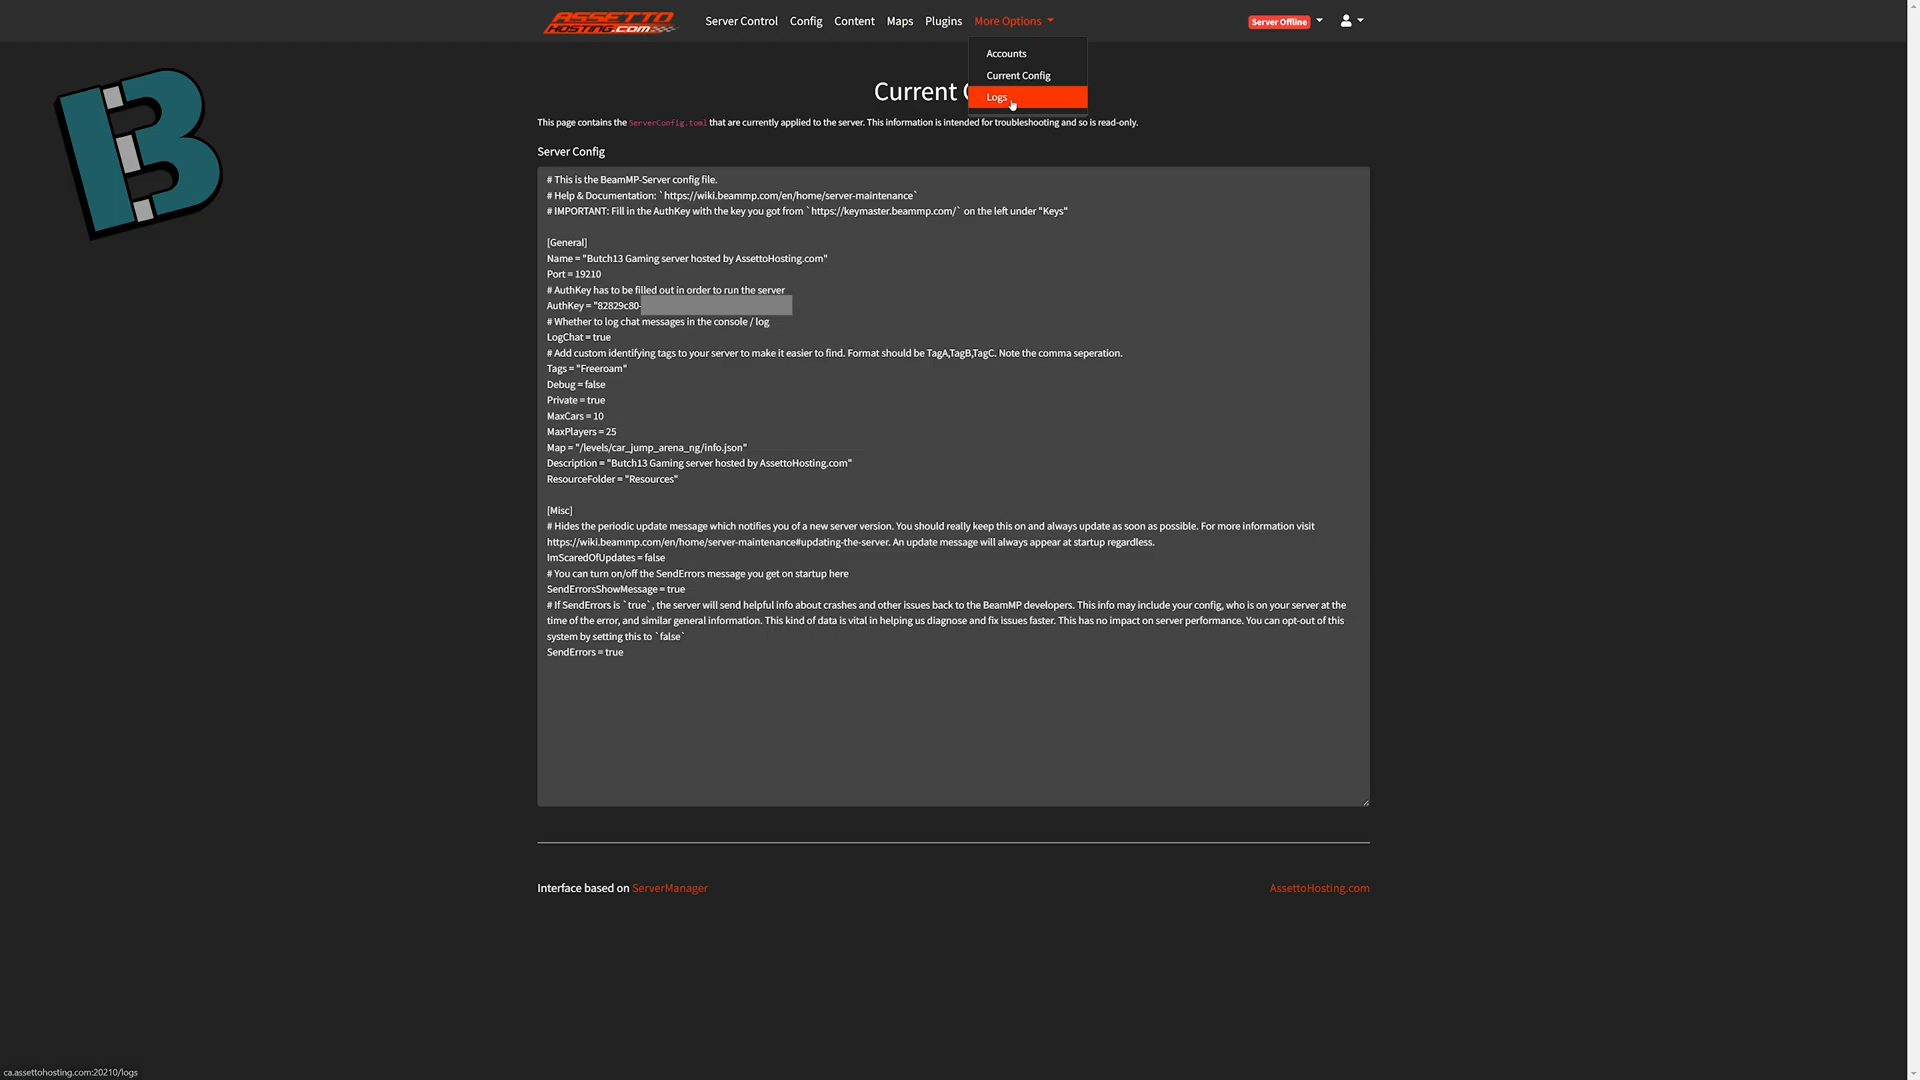 ASSETTO
HOSTING.COM
Server Control Config Content Maps Plugins More Options
Server Offline
Accounts
Current Config
Logs
B
Current C
This page contains the ServerConfig.toml that are currently applied to the server. This information is intended for troubleshooting and so is read-only.
Server Config
# This is the BeamMP-Server config file.
# Help & Documentation: `https://wiki.beammp.com/en/home/server-maintenance`
# IMPORTANT: Fill in the AuthKey with the key you got from `https://keymaster.beammp.com/` on the left under "Keys"
[General]
Name = "Butch13 Gaming server hosted by AssettoHosting.com"
Port = 19210
# AuthKey has to be filled out in order to run the server
AuthKey = "82829c80-
# Whether to log chat messages in the console / log
LogChat = true
# Add custom identifying tags to your server to make it easier to find. Format should be TagA,TagB,TagC. Note the comma seperation.
Tags = "Freeroam"
Debug = false
Private = true
MaxCars = 10
MaxPlayers = 25
Map = "/levels/car_jump_arena_ng/info.json"
Description = "Butch13 Gaming server hosted by AssettoHosting.com"
ResourceFolder = "Resources"
[Misc]
# Hides the periodic update message which notifies you of a new server version. You should really keep this on and always update as soon as possible. For more information visit
https://wiki.beammp.com/en/home/server-maintenance#updating-the-server. An update message will always appear at startup regardless.
ImScaredOfUpdates = false
# You can turn on/off the SendErrors message you get on startup here
SendErrorsShowMessage = true
# If SendErrors is `true`, the server will send helpful info about crashes and other issues back to the BeamMP developers. This info may include your config, who is on your server at the
time of the error, and similar general information. This kind of data is vital in helping us diagnose and fix issues faster. This has no impact on server performance. You can opt-out of this
system by setting this to `false`
SendErrors = true
Interface based on ServerManager
AssettoHosting.com
ca.assettohosting.com:20210/logs